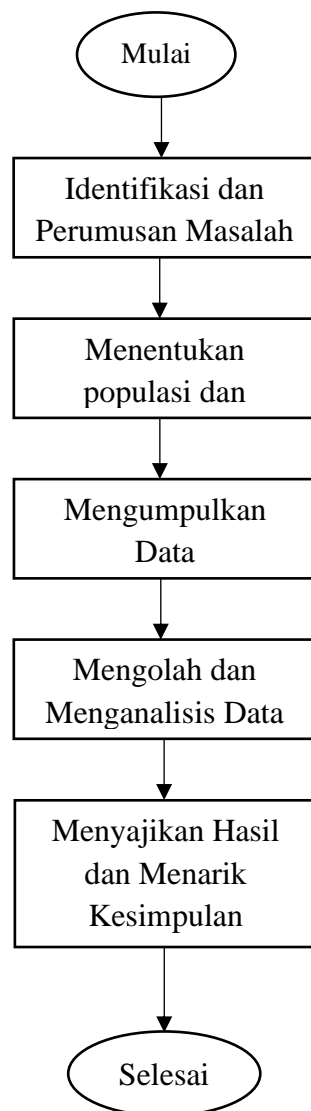 Mulai
Identifikasi dan
Perumusan Masalah
Menentukan
populasi dan
Mengumpulkan
Data
Mengolah dan
Menganalisis Data
Menyajikan Hasil
dan Menarik
Kesimpulan
Selesai